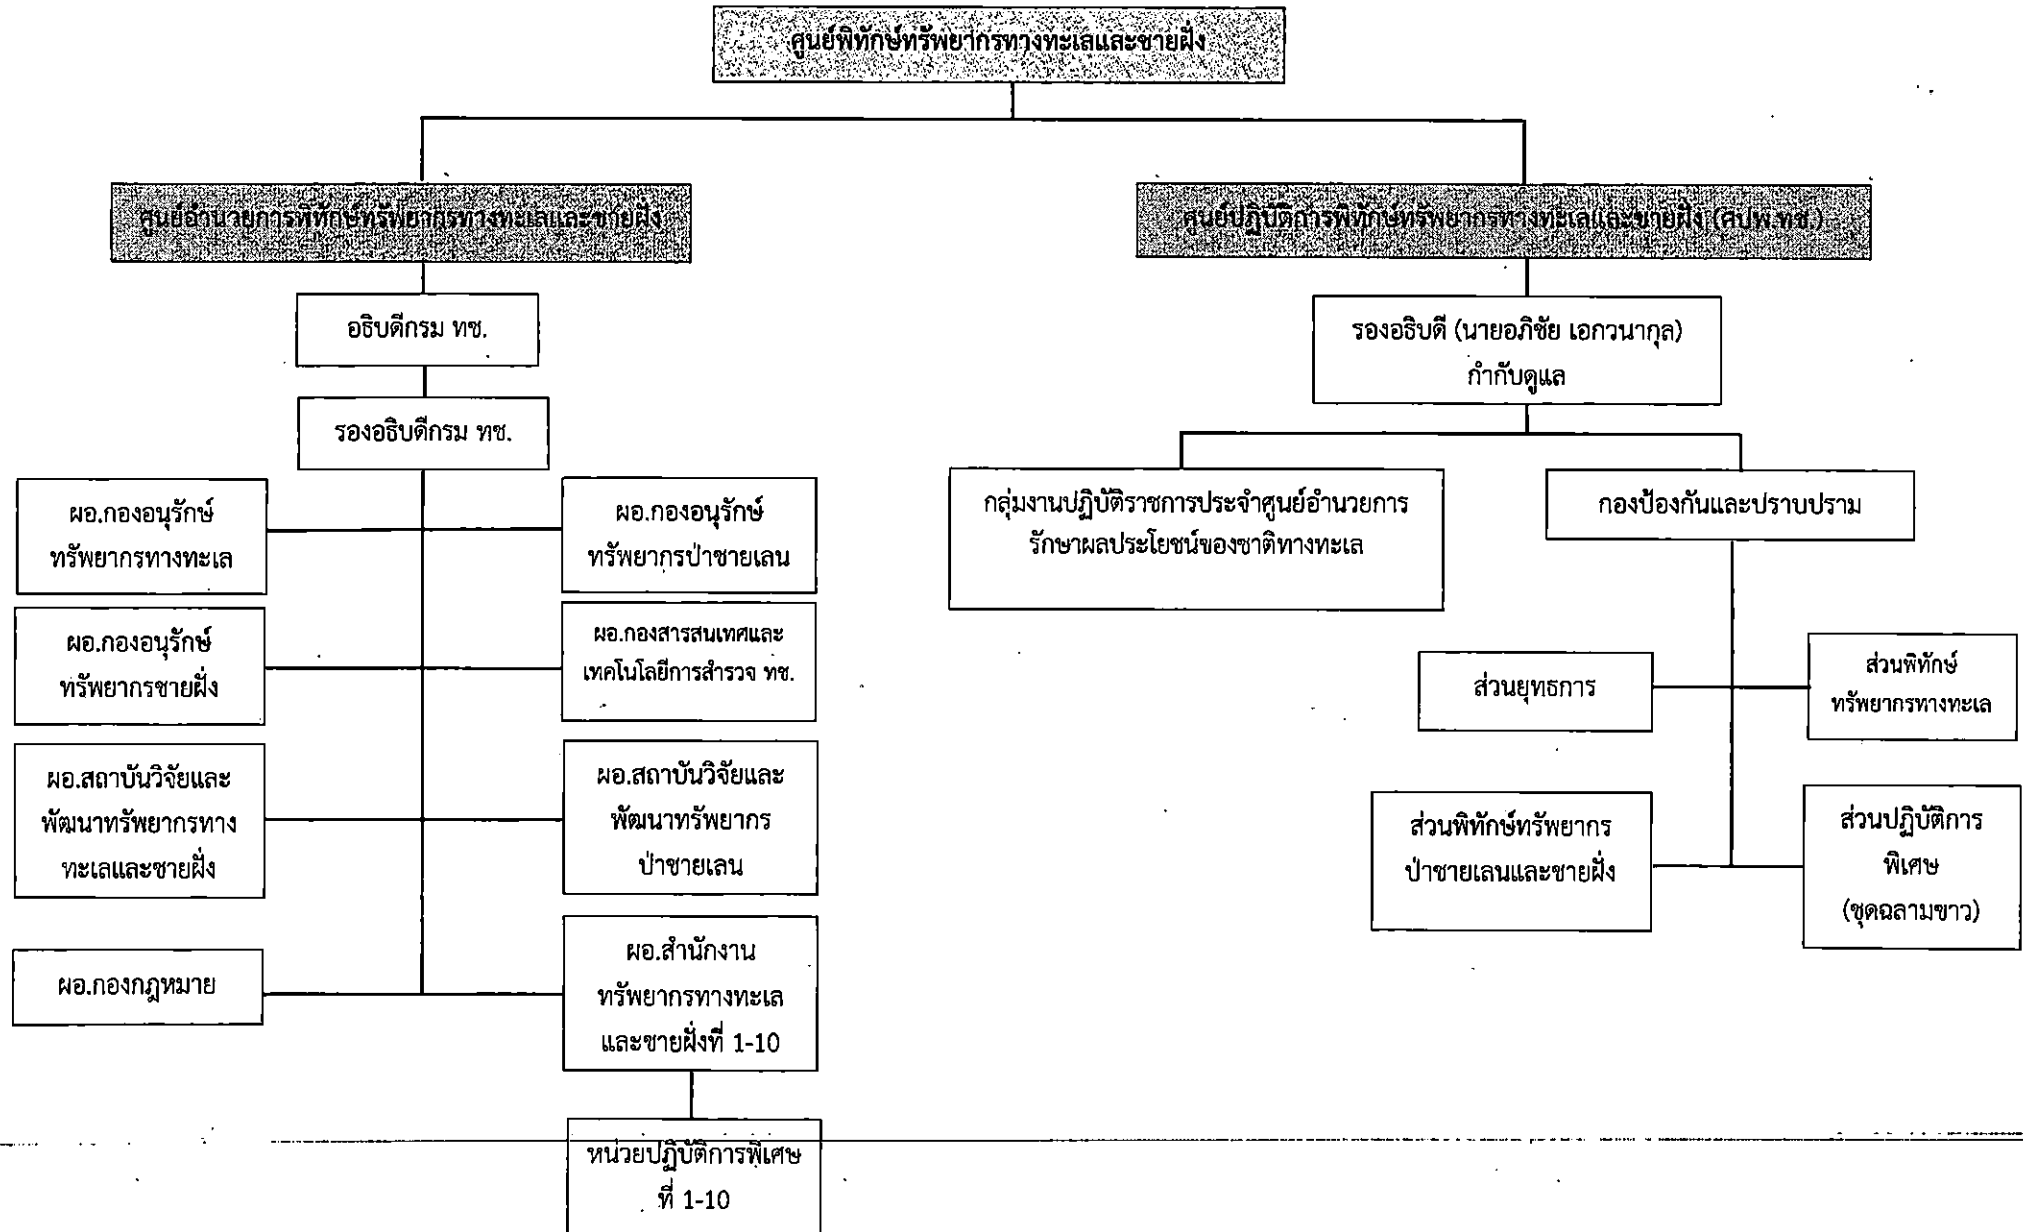 ศูนย์พิทักษ์ทรัพยากรทางทะเลและชายฝั่ง
ศูนย์อำนวยการพิทักษ์ทรัพยากรทางทะเลและชายฝั่ง
อธิบดีกรม ทช.
รองอธิบดีกรม ทช.
ผอ.กองอนุรักษ์
ทรัพยากรทางทะเล
ผอ.กองอนุรักษ์
ทรัพยากรป่าชายเลน
ผอ.กองอนุรักษ์
ทรัพยากรชายฝั่ง
ผอ.กองสารสนเทศและ
เทคโนโลยีการสำรวจ ทช.
ผอ.สถาบันวิจัยและ
พัฒนาทรัพยากรทาง
ทะเลและชายฝั่ง
ผอ.สถาบันวิจัยและ
พัฒนาทรัพยากร
ป่าชายเลน
ผอ.กองกฎหมาย
ผอ.สำนักงาน
ทรัพยากรทางทะเล
และชายฝั่งที่ 1-10
หน่วยปฏิบัติการพิเศษ
ที่ 1-10
ศูนย์ปฏิบัติการพิทักษ์ทรัพยากรทางทะเลและชายฝั่ง (ศปพ.ทช.)
รองอธิบดี (นายอภิชัย เอกวนากุล)
กำกับดูแล
กลุ่มงานปฏิบัติราชการประจำศูนย์อำนวยการ
รักษาผลประโยชน์ของชาติทางทะเล
กองป้องกันและปราบปราม
ส่วนยุทธการ
ส่วนพิทักษ์
ทรัพยากรทางทะเล
ส่วนพิทักษ์ทรัพยากร
ป่าชายเลนและชายฝั่ง
ส่วนปฏิบัติการ
พิเศษ
(ชุดฉลามขาว)